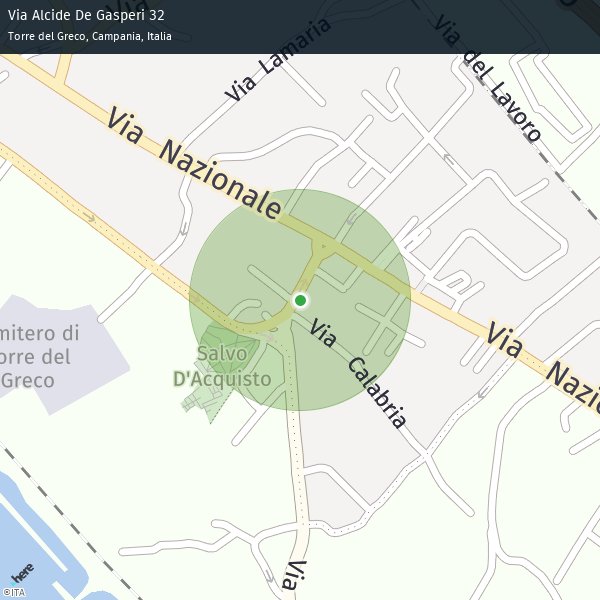 Via Alcide De Gasperi 32
Torre del Greco, Campania, Italia
Via
Via Lamaria
Via del Lavoro
Via Nazionale
mitero di
orre del
Greco
Salvo
D'Acquisto
Via Calabria
Via Nazio
Via
here
©ITA